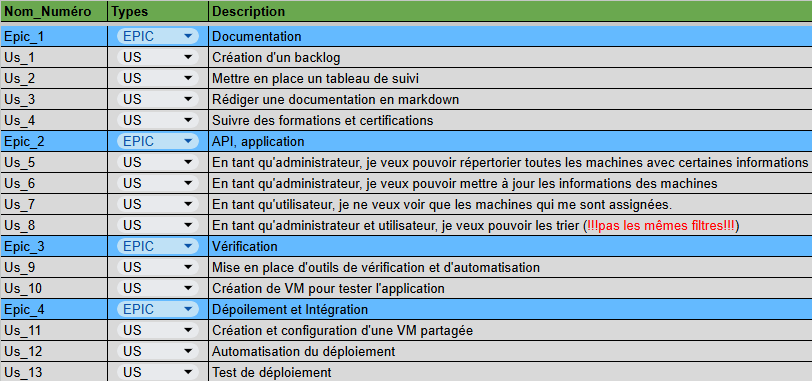 Nom_Numéro Types Description
Epic_1 EPIC Documentation
Us_1 US Création d'un backlog
Us_2 US Mettre en place un tableau de suivi
Us_3 US Rédiger une documentation en markdown
Us_4 US Suivre des formations et certifications
Epic_2 EPIC API, application
Us_5 US En tant qu'administrateur, je veux pouvoir répertorier toutes les machines avec certaines informations
Us_6 US En tant qu'administrateur, je veux pouvoir mettre à jour les informations des machines
Us_7 US En tant qu'utilisateur, je ne veux voir que les machines qui me sont assignées.
Us_8 US En tant qu'administrateur et utilisateur, je veux pouvoir les trier (!!!pas les mêmes filtres!!!)
Epic_3 EPIC Vérification
Us_9 US Mise en place d'outils de vérification et d'automatisation
Us_10 US Création de VM pour tester l'application
Epic_4 EPIC Dépoilement et Intégration
Us_11 US Création et configuration d'une VM partagée
Us_12 US Automatisation du déploiement
Us_13 US Test de déploiement